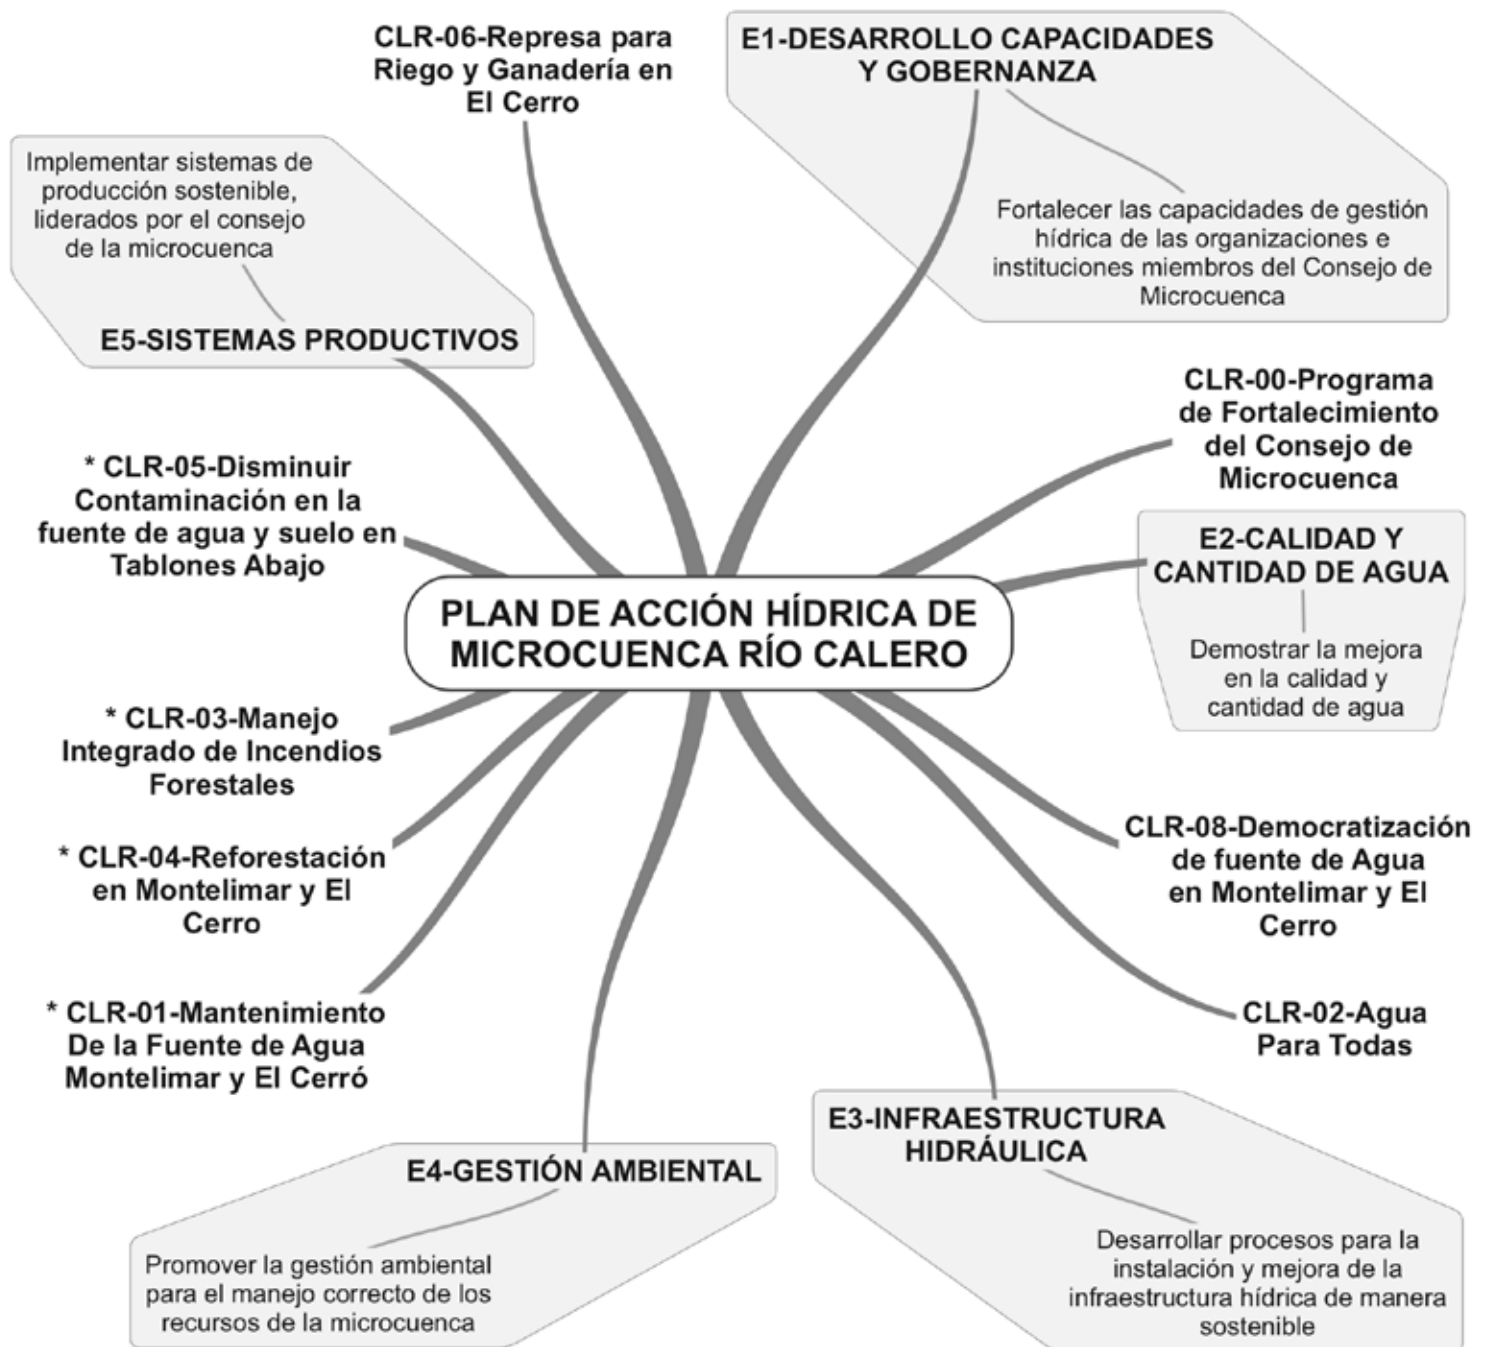 CLR-06-Represa para
Riego y Ganadería en
El Cerro
E1-DESARROLLO CAPACIDADES
Y GOBERNANZA
Fortalecer las capacidades de gestión
hídrica de las organizaciones e
instituciones miembros del Consejo de
Microcuenca
Implementar sistemas de
producción sostenible,
liderados por el consejo
de la microcuenca
E5-SISTEMAS PRODUCTIVOS
CLR-00-Programa
de Fortalecimiento
del Consejo de
Microcuenca
* CLR-05-Disminuir
Contaminación en la
fuente de agua y suelo en
Tablones Abajo
E2-CALIDAD Y
CANTIDAD DE AGUA
Demostrar la mejora
en la calidad y
cantidad de agua
PLAN DE ACCIÓN HÍDRICA DE
MICROCUENCA RÍO CALERO
* CLR-03-Manejo
Integrado de Incendios
Forestales
* CLR-04-Reforestación
en Montelimar y El
Cerro
* CLR-01-Mantenimiento
De la Fuente de Agua
Montelimar y El Cerró
CLR-08-Democratización
de fuente de Agua
en Montelimar y El
Cerro
CLR-02-Agua
Para Todas
E4-GESTIÓN AMBIENTAL
Promover la gestión ambiental
para el manejo correcto de los
recursos de la microcuenca
E3-INFRAESTRUCTURA
HIDRÁULICA
Desarrollar procesos para la
instalación y mejora de la
infraestructura hídrica de manera
sostenible